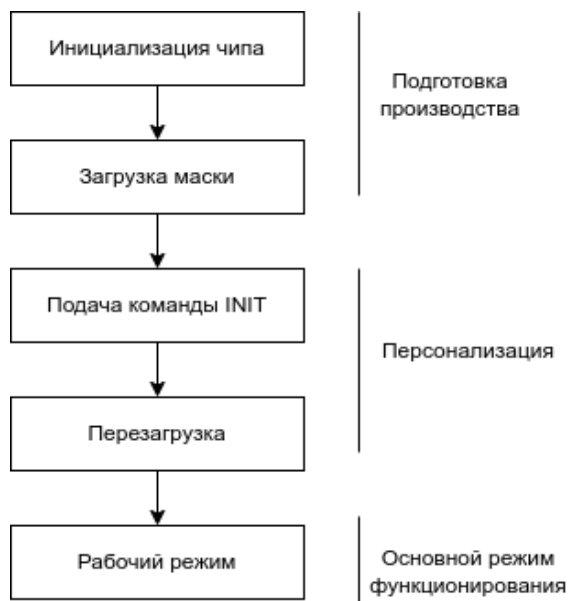 Инициализация чипа
Подготовка
производства
Загрузка маски
Подача команды INIT
Персонализация
Перезагрузка
Рабочий режим
Основной режим
функционирования